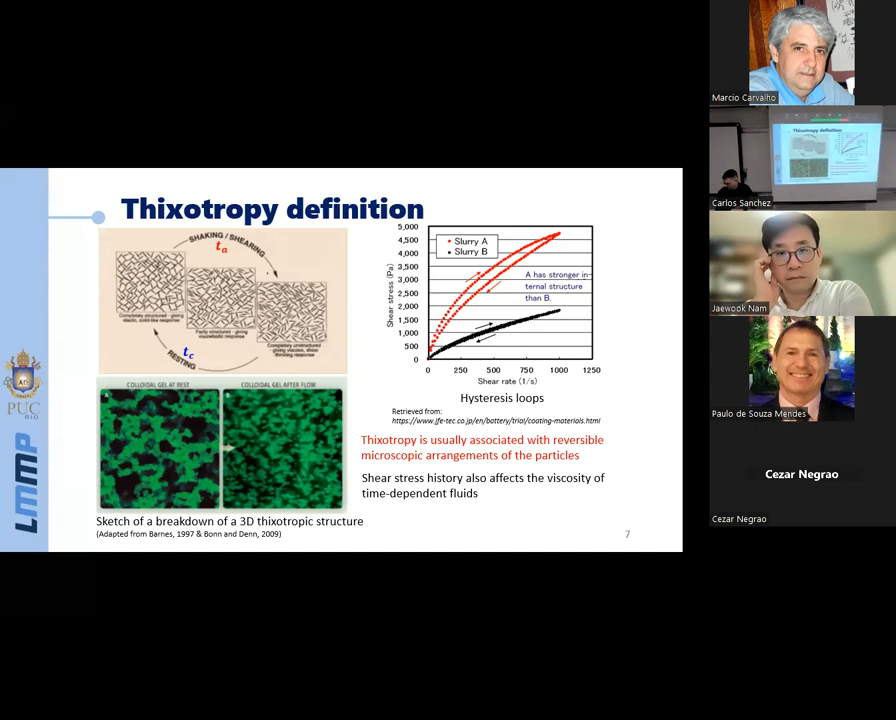 Thixotropy definition
SHAKING / SHEARING
ta
Completely structured - giving
elastic, solid-like response
Partly structured - giving
viscoelastic response
Completely unstructured - giving
viscous, shear
thinning response
tc
RESTING
COLLOIDAL GEL AT REST
COLLOIDAL GEL AFTER FLOW
Sketch of a breakdown of a 3D thixotropic structure
(Adapted from Barnes, 1997 & Bonn and Denn, 2009)
Shear stress (Pa)
5,000
4,500
4,000
3,500
3,000
2,500
2,000
1,500
1,000
500
0
Slurry A
Slurry B
A has stronger in-
ternal structure
than B.
0 250 500 750 1000 1250
Shear rate (1/s)
Hysteresis loops
Retrieved from:
https://www.jfe-tec.co.jp/en/battery/trial/coating-materials.html
Thixotropy is usually associated with reversible
microscopic arrangements of the particles
Shear stress history also affects the viscosity of
time-dependent fluids
7
PUC
RIO
LMMP
Marcio Carvalho
Thixotropy definition
Carlos Sanchez
Jaewook Nam
Paulo de Souza Mendes
Cezar Negrao
Cezar Negrao